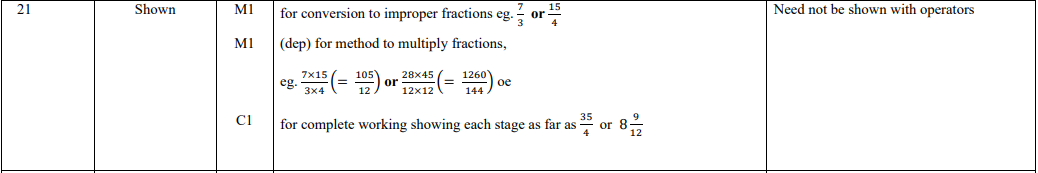 21 Shown M1 for conversion to improper fractions eg. 7/3 or 15/4 Need not be shown with operators
M1 (dep) for method to multiply fractions,
eg. 7×15/3×4 (= 105/12) or 28×45/12×12 (= 1260/144) oe
C1 for complete working showing each stage as far as 35/4 or 8 9/12